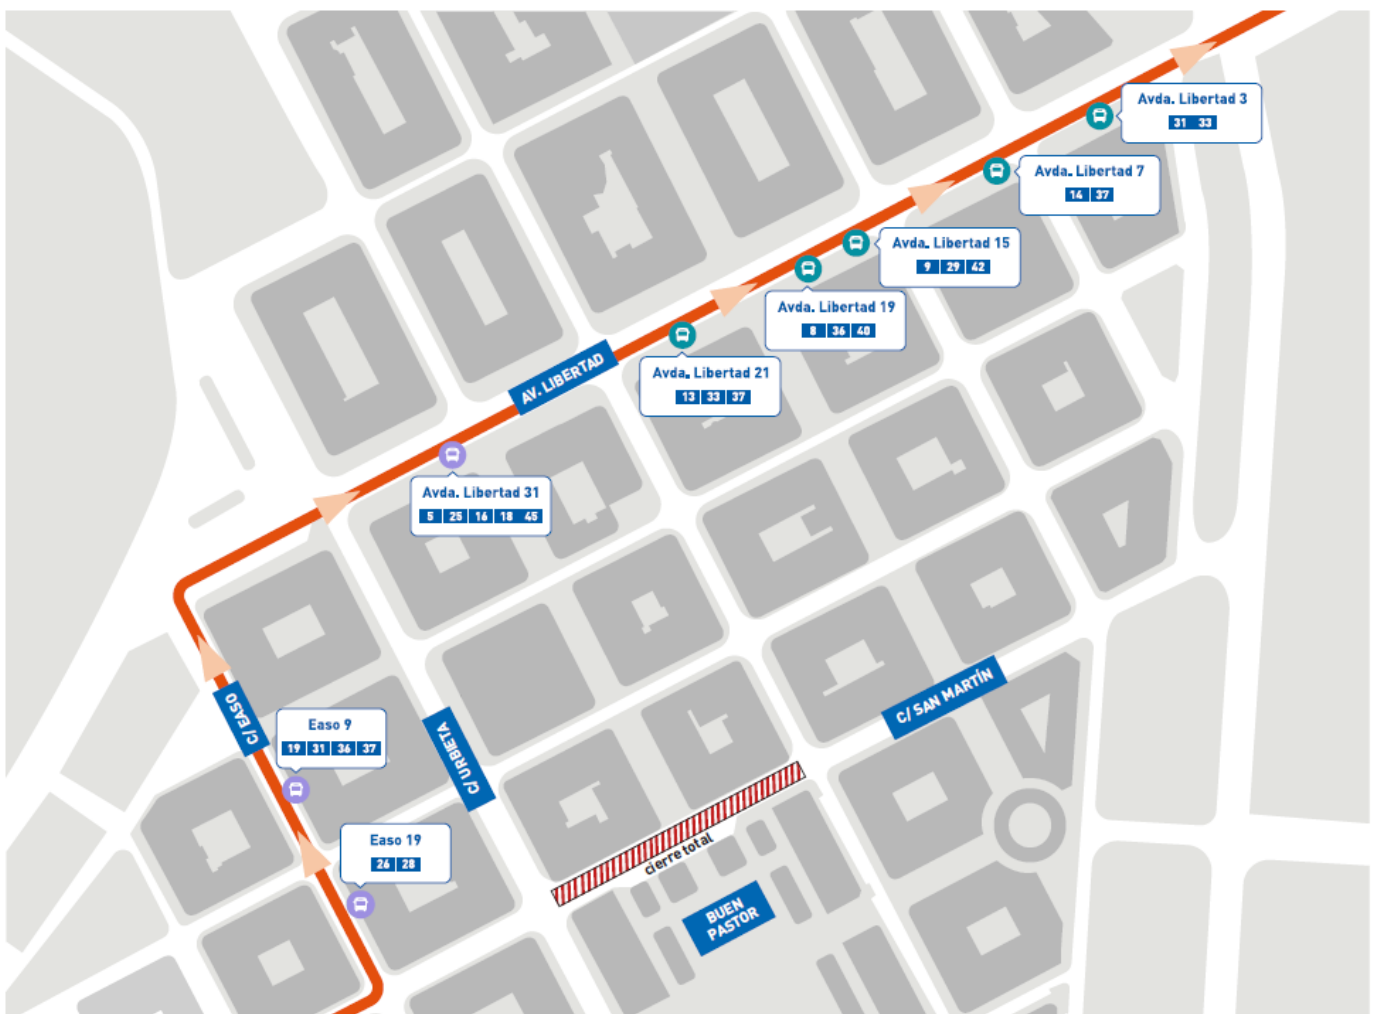 Avda. Libertad 3
31 33
Avda. Libertad 7
14 37
Avda. Libertad 15
9 29 42
Avda. Libertad 19
8 36 40
AV. LIBERTAD
Avda. Libertad 21
13 33 37
Avda. Libertad 31
5 25 16 18 45
C/ EASO
Easo 9
19 31 36 37
C/ URBIETA
C/ SAN MARTÍN
Easo 19
26 28
cierre total
BUEN
PASTOR